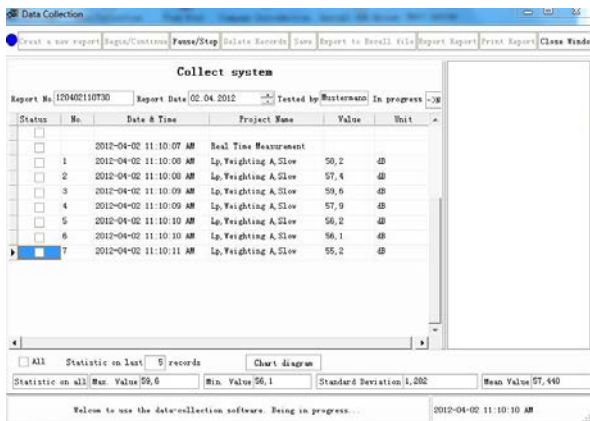 Data Collection
Creat a new report Begin/Continue Pause/Stop Delete Records Save Export to Excell file Export Report Print Report Close Windo
Collect system
Report No. 120402110730 Report Date 02.04.2012 Tested by Mustermann In progress ->
Status No. Date & Time Project Name Value Unit
2012-04-02 11:10:07 AM Real Time Measurement
1 2012-04-02 11:10:08 AM Lp,Weighting A,Slow 50,2 dB
2 2012-04-02 11:10:08 AM Lp,Weighting A,Slow 57,4 dB
3 2012-04-02 11:10:09 AM Lp,Weighting A,Slow 59,6 dB
4 2012-04-02 11:10:09 AM Lp,Weighting A,Slow 57,9 dB
5 2012-04-02 11:10:10 AM Lp,Weighting A,Slow 56,2 dB
6 2012-04-02 11:10:10 AM Lp,Weighting A,Slow 56,1 dB
7 2012-04-02 11:10:11 AM Lp,Weighting A,Slow 55,2 dB
All Statistic on last 5 records Chart diagram
Statistic on all Max. Value 59,6 Min. Value 56,1 Standard Deviation 1,282 Mean Value 57,440
Welcom to use the data-collection software. Being in progress... 2012-04-02 11:10:10 AM